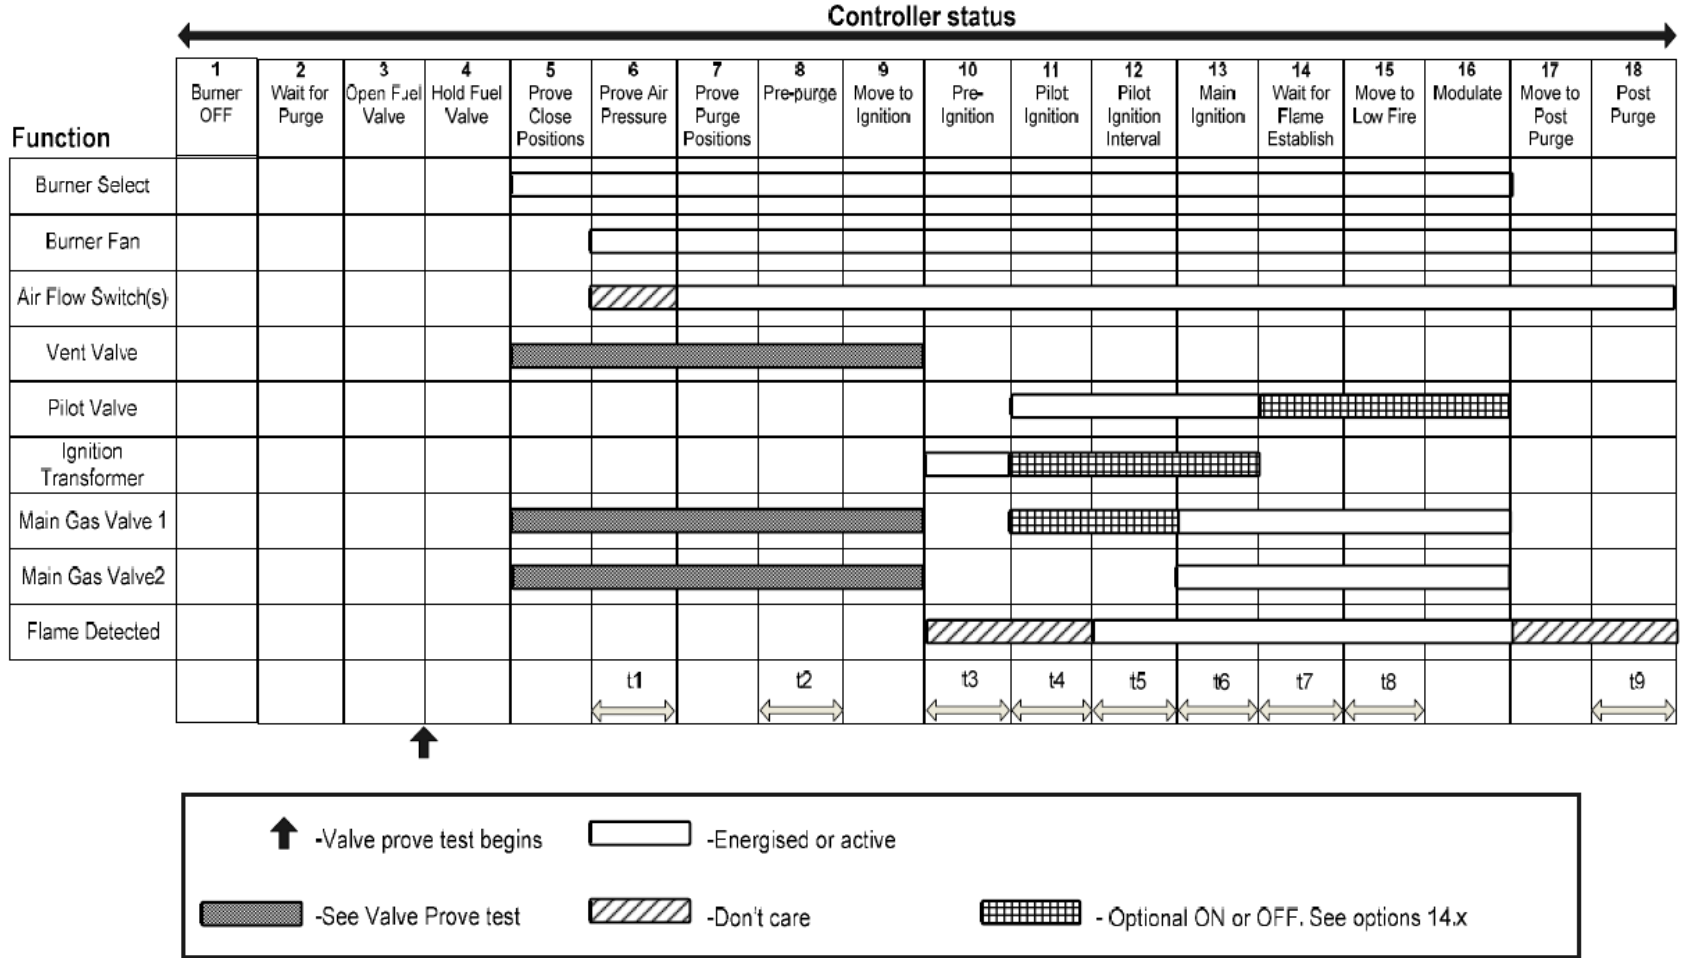 Controller status
1 2 3 4 5 6 7 8 9 10 11 12 13 14 15 16 17 18
Burner Wait for Open Fuel Hold Fuel Prove Prove Air Prove Pre-purge Move to Pre- Pilot Pilot Main Wait for Move to Modulate Move to Post
OFF Purge Valve Valve Close Pressure Purge Ignition Ignition Ignition Ignition Ignition Flame Low Fire Post Purge
Function Positions Positions Interval Establish Purge
Burner Select
Burner Fan
Air Flow Switch(s)
Vent Valve
Pilot Valve
Ignition
Transformer
Main Gas Valve 1
Main Gas Valve2
Flame Detected
t1 t2 t3 t4 t5 t6 t7 t8 t9
-Valve prove test begins -Energised or active
-See Valve Prove test -Don't care - Optional ON or OFF. See options 14.x